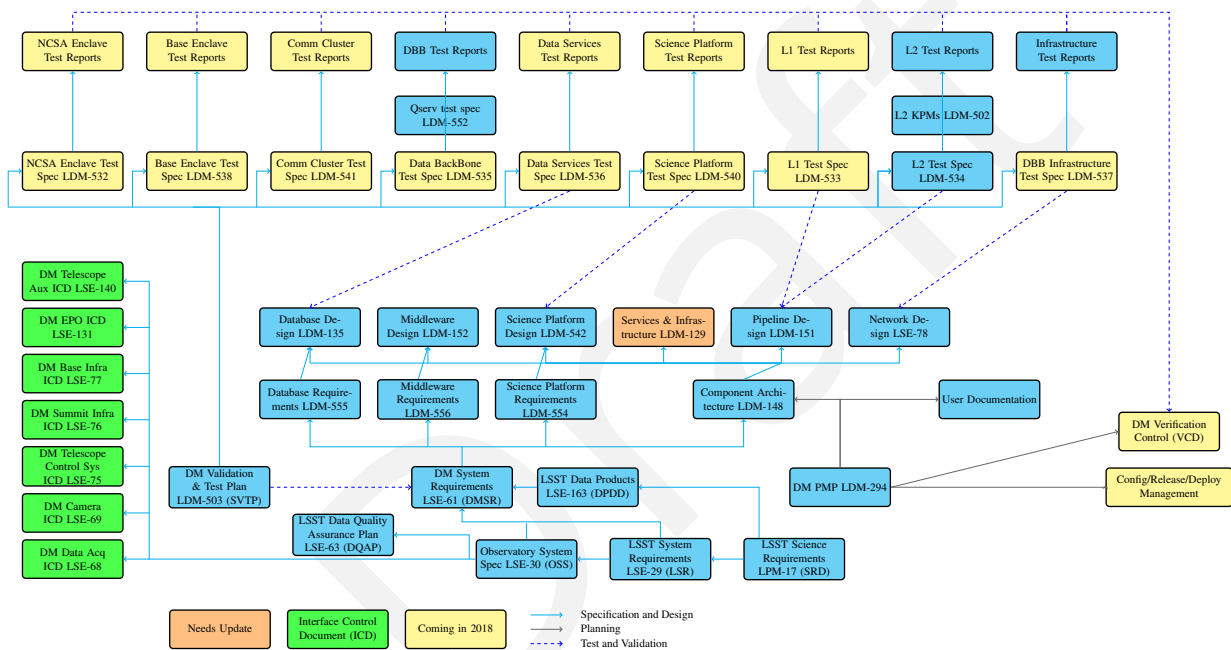 NCSA Enclave
Test Reports
Base Enclave
Test Reports
Comm Cluster
Test Reports
DBB Test Reports
Data Services
Test Reports
Science Platform
Test Reports
L1 Test Reports
L2 Test Reports
Infrastructure
Test Reports
Qserv test spec
LDM-552
L2 KPMs LDM-502
NCSA Enclave Test
Spec LDM-532
Base Enclave Test
Spec LDM-538
Comm Cluster Test
Spec LDM-541
Data BackBone
Test Spec LDM-535
Data Services Test
Spec LDM-536
Science Platform
Test Spec LDM-540
L1 Test Spec
LDM-533
L2 Test Spec
LDM-534
DBB Infrastructure
Test Spec LDM-537
DM Telescope
Aux ICD LSE-140
DM EPO ICD
LSE-131
DM Base Infra
ICD LSE-77
DM Summit Infra
ICD LSE-76
DM Telescope
Control Sys
ICD LSE-75
DM Camera
ICD LSE-69
DM Data Acq
ICD LSE-68
Database De-
sign LDM-135
Middleware
Design LDM-152
Science Platform
Design LDM-542
Services & Infra-
structure LDM-129
Pipeline De-
sign LDM-151
Network De-
sign LSE-78
Database Require-
ments LDM-555
Middleware
Requirements
LDM-556
Science Platform
Requirements
LDM-554
Component Archi-
tecture LDM-148
User Documentation
DM Verification
Control (VCD)
DM Validation
& Test Plan
LDM-503 (SVTP)
DM System
Requirements
LSE-61 (DMSR)
LSST Data Products
LSE-163 (DPDD)
DM PMP LDM-294
Config/Release/Deploy
Management
LSST Data Quality
Assurance Plan
LSE-63 (DQAP)
Observatory System
Spec LSE-30 (OSS)
LSST System
Requirements
LSE-29 (LSR)
LSST Science
Requirements
LPM-17 (SRD)
Needs Update
Interface Control
Document (ICD)
Coming in 2018
Specification and Design
Planning
Test and Validation
Draft